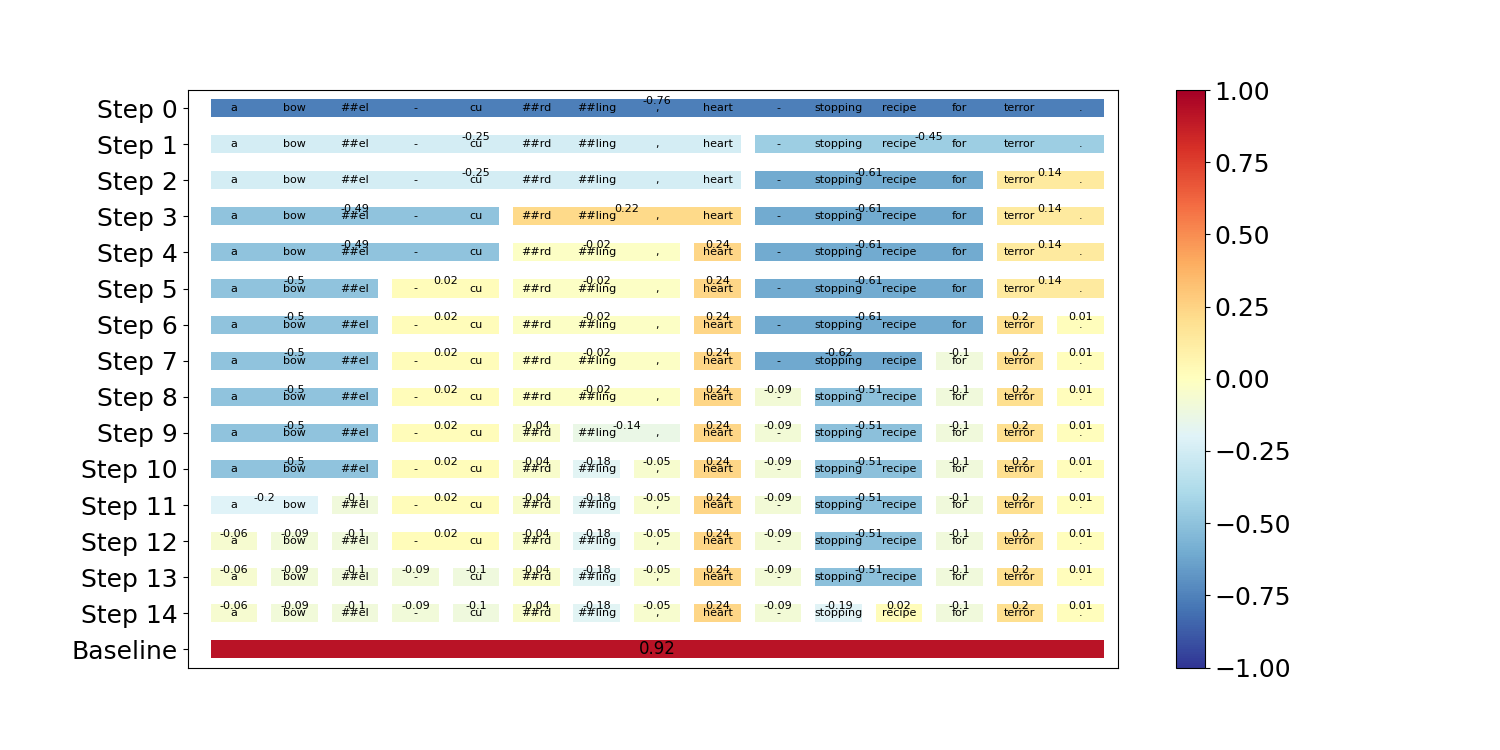 Step 0 a bow ##el - cu ##rd ##ling , heart - stopping recipe for terror . -0.76
Step 1 a bow ##el - cu ##rd ##ling , heart -0.25 - stopping recipe for terror . -0.45
Step 2 a bow ##el - cu ##rd ##ling , heart -0.25 - stopping recipe for -0.61 terror . 0.14
Step 3 a bow ##el - cu -0.49 ##rd ##ling , heart 0.22 - stopping recipe for -0.61 terror . 0.14
Step 4 a bow ##el - cu -0.49 ##rd ##ling , -0.02 heart 0.24 - stopping recipe for -0.61 terror . 0.14
Step 5 a bow ##el -0.5 - cu 0.02 ##rd ##ling , -0.02 heart 0.24 - stopping recipe for -0.61 terror . 0.14
Step 6 a bow ##el -0.5 - cu 0.02 ##rd ##ling , -0.02 heart 0.24 - stopping recipe for -0.61 terror 0.2 . 0.01
Step 7 a bow ##el -0.5 - cu 0.02 ##rd ##ling , -0.02 heart 0.24 - stopping recipe -0.62 for -0.1 terror 0.2 . 0.01
Step 8 a bow ##el -0.5 - cu 0.02 ##rd ##ling , -0.02 heart 0.24 - -0.09 stopping recipe -0.51 for -0.1 terror 0.2 . 0.01
Step 9 a bow ##el -0.5 - cu 0.02 ##rd -0.04 ##ling , -0.14 heart 0.24 - -0.09 stopping recipe -0.51 for -0.1 terror 0.2 . 0.01
Step 10 a bow ##el -0.5 - cu 0.02 ##rd -0.04 ##ling -0.18 , -0.05 heart 0.24 - -0.09 stopping recipe -0.51 for -0.1 terror 0.2 . 0.01
Step 11 a bow -0.2 ##el -0.1 - cu 0.02 ##rd -0.04 ##ling -0.18 , -0.05 heart 0.24 - -0.09 stopping recipe -0.51 for -0.1 terror 0.2 . 0.01
Step 12 a -0.06 bow -0.09 ##el -0.1 - cu 0.02 ##rd -0.04 ##ling -0.18 , -0.05 heart 0.24 - -0.09 stopping recipe -0.51 for -0.1 terror 0.2 . 0.01
Step 13 a -0.06 bow -0.09 ##el -0.1 - -0.09 cu -0.1 ##rd -0.04 ##ling -0.18 , -0.05 heart 0.24 - -0.09 stopping recipe -0.51 for -0.1 terror 0.2 . 0.01
Step 14 a -0.06 bow -0.09 ##el -0.1 - -0.09 cu -0.1 ##rd -0.04 ##ling -0.18 , -0.05 heart 0.24 - -0.09 stopping -0.19 recipe 0.02 for -0.1 terror 0.2 . 0.01
Baseline 0.92
1.00
0.75
0.50
0.25
0.00
−0.25
−0.50
−0.75
−1.00